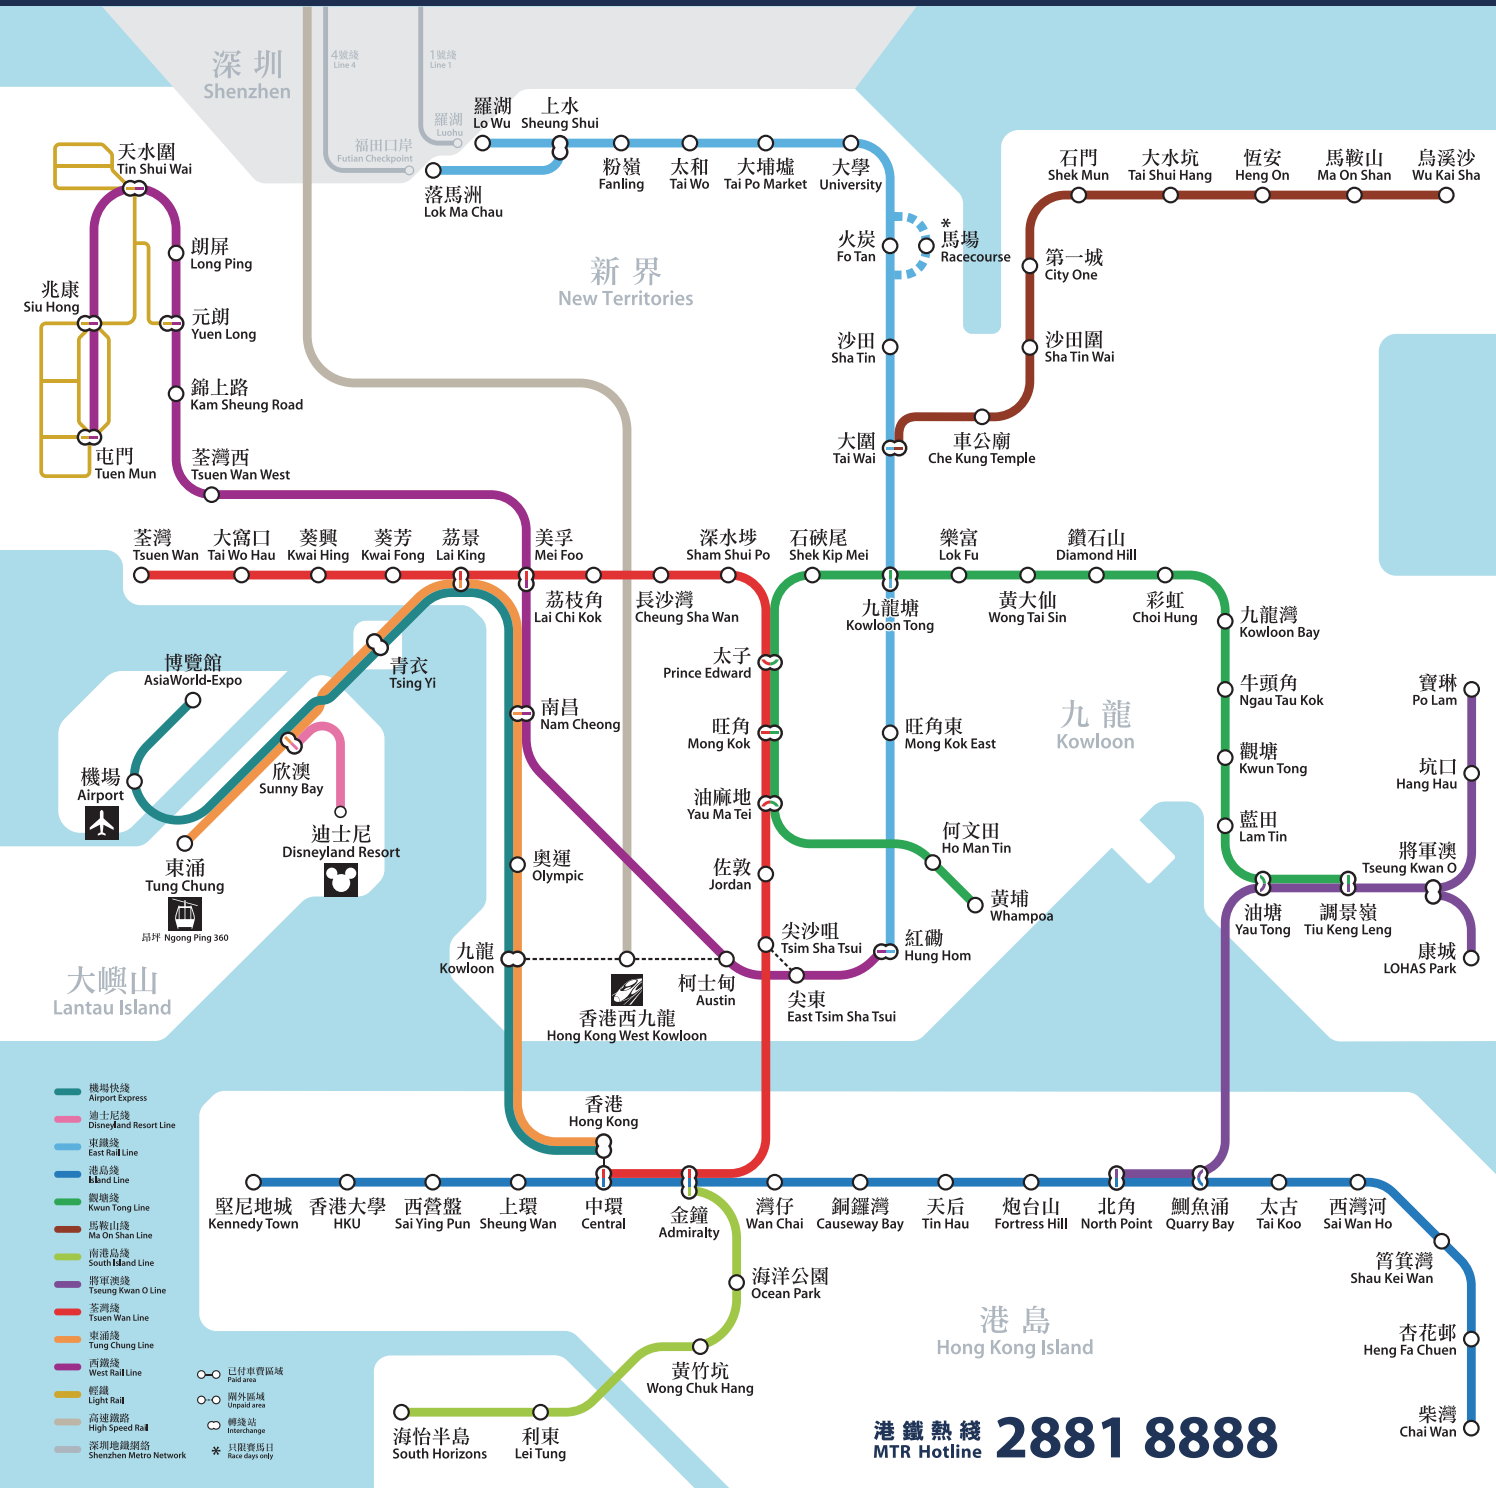 深圳
Shenzhen
4號綫
Line 4
1號綫
Line 1
羅湖
Luohu
福田口岸
Futian Checkpoint
羅湖
Lo Wu
上水
Sheung Shui
落馬洲
Lok Ma Chau
粉嶺
Fanling
太和
Tai Wo
大埔墟
Tai Po Market
大學
University
石門
Shek Mun
大水坑
Tai Shui Hang
恆安
Heng On
馬鞍山
Ma On Shan
烏溪沙
Wu Kai Sha
天水圍
Tin Shui Wai
朗屏
Long Ping
兆康
Siu Hong
元朗
Yuen Long
錦上路
Kam Sheung Road
屯門
Tuen Mun
荃灣西
Tsuen Wan West
新界
New Territories
火炭
Fo Tan
*
馬場
Racecourse
第一城
City One
沙田
Sha Tin
沙田圍
Sha Tin Wai
大圍
Tai Wai
車公廟
Che Kung Temple
荃灣
Tsuen Wan
大窩口
Tai Wo Hau
葵興
Kwai Hing
葵芳
Kwai Fong
荔景
Lai King
美孚
Mei Foo
荔枝角
Lai Chi Kok
長沙灣
Cheung Sha Wan
深水埗
Sham Shui Po
石硤尾
Shek Kip Mei
九龍塘
Kowloon Tong
樂富
Lok Fu
黃大仙
Wong Tai Sin
鑽石山
Diamond Hill
彩虹
Choi Hung
九龍灣
Kowloon Bay
牛頭角
Ngau Tau Kok
觀塘
Kwun Tong
藍田
Lam Tin
油塘
Yau Tong
調景嶺
Tiu Keng Leng
將軍澳
Tseung Kwan O
坑口
Hang Hau
寶琳
Po Lam
康城
LOHAS Park
太子
Prince Edward
旺角
Mong Kok
油麻地
Yau Ma Tei
佐敦
Jordan
尖沙咀
Tsim Sha Tsui
尖東
East Tsim Sha Tsui
旺角東
Mong Kok East
何文田
Ho Man Tin
黃埔
Whampoa
紅磡
Hung Hom
九龍
Kowloon
博覽館
AsiaWorld-Expo
機場
Airport
青衣
Tsing Yi
欣澳
Sunny Bay
迪士尼
Disneyland Resort
東涌
Tung Chung
昂坪 Ngong Ping 360
大嶼山
Lantau Island
南昌
Nam Cheong
奧運
Olympic
九龍
Kowloon
香港西九龍
Hong Kong West Kowloon
柯士甸
Austin
香港
Hong Kong
堅尼地城
Kennedy Town
香港大學
HKU
西營盤
Sai Ying Pun
上環
Sheung Wan
中環
Central
金鐘
Admiralty
灣仔
Wan Chai
銅鑼灣
Causeway Bay
天后
Tin Hau
炮台山
Fortress Hill
北角
North Point
鰂魚涌
Quarry Bay
太古
Tai Koo
西灣河
Sai Wan Ho
筲箕灣
Shau Kei Wan
杏花邨
Heng Fa Chuen
柴灣
Chai Wan
海洋公園
Ocean Park
黃竹坑
Wong Chuk Hang
利東
Lei Tung
海怡半島
South Horizons
港島
Hong Kong Island
機場快綫
Airport Express
迪士尼綫
Disneyland Resort Line
東鐵綫
East Rail Line
港島綫
Island Line
觀塘綫
Kwun Tong Line
馬鞍山綫
Ma On Shan Line
南港島綫
South Island Line
將軍澳綫
Tseung Kwan O Line
荃灣綫
Tsuen Wan Line
東涌綫
Tung Chung Line
西鐵綫
West Rail Line
輕鐵
Light Rail
高速鐵路
High Speed Rail
深圳地鐵網絡
Shenzhen Metro Network
已付車費區域
Paid area
閘外區域
Unpaid area
轉綫站
Interchange
* 只限賽馬日
Race days only
港鐵熱綫
MTR Hotline
2881 8888